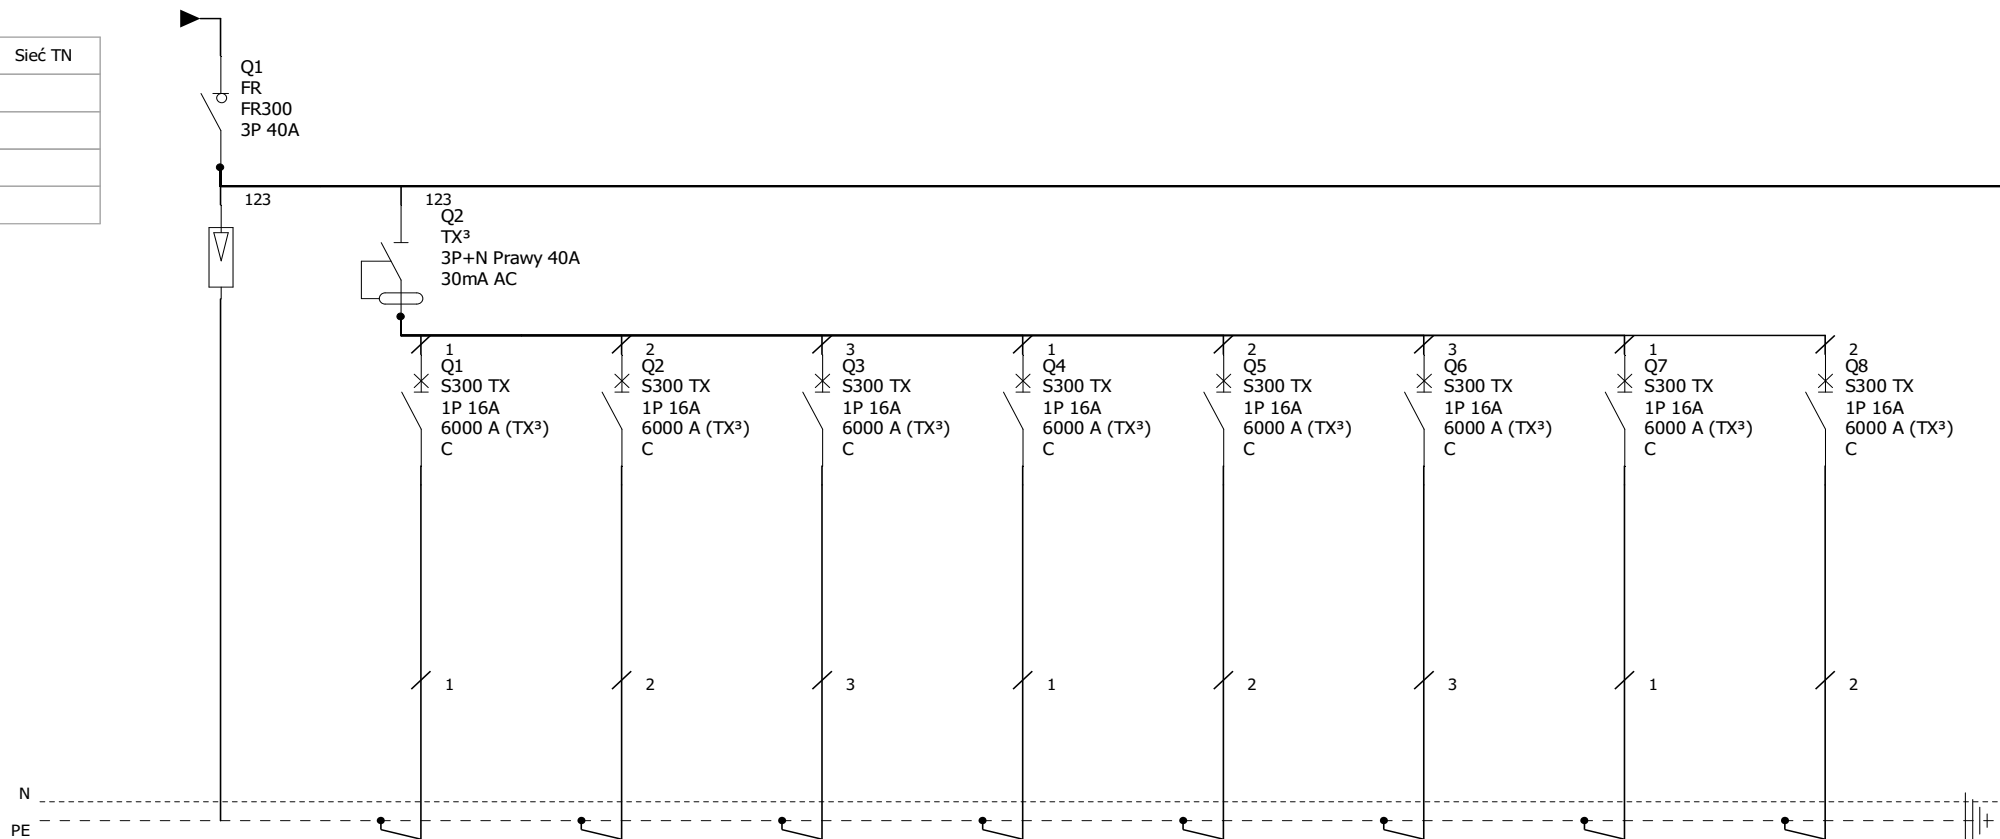 Sieć TN
Q1
FR
FR300
3P 40A
123
123
Q2
TX³
3P+N Prawy 40A
30mA AC
1
Q1
S300 TX
1P 16A
6000 A (TX³)
C
2
Q2
S300 TX
1P 16A
6000 A (TX³)
C
3
Q3
S300 TX
1P 16A
6000 A (TX³)
C
1
Q4
S300 TX
1P 16A
6000 A (TX³)
C
2
Q5
S300 TX
1P 16A
6000 A (TX³)
C
3
Q6
S300 TX
1P 16A
6000 A (TX³)
C
1
Q7
S300 TX
1P 16A
6000 A (TX³)
C
2
Q8
S300 TX
1P 16A
6000 A (TX³)
C
1
2
3
1
2
3
1
2
N
PE